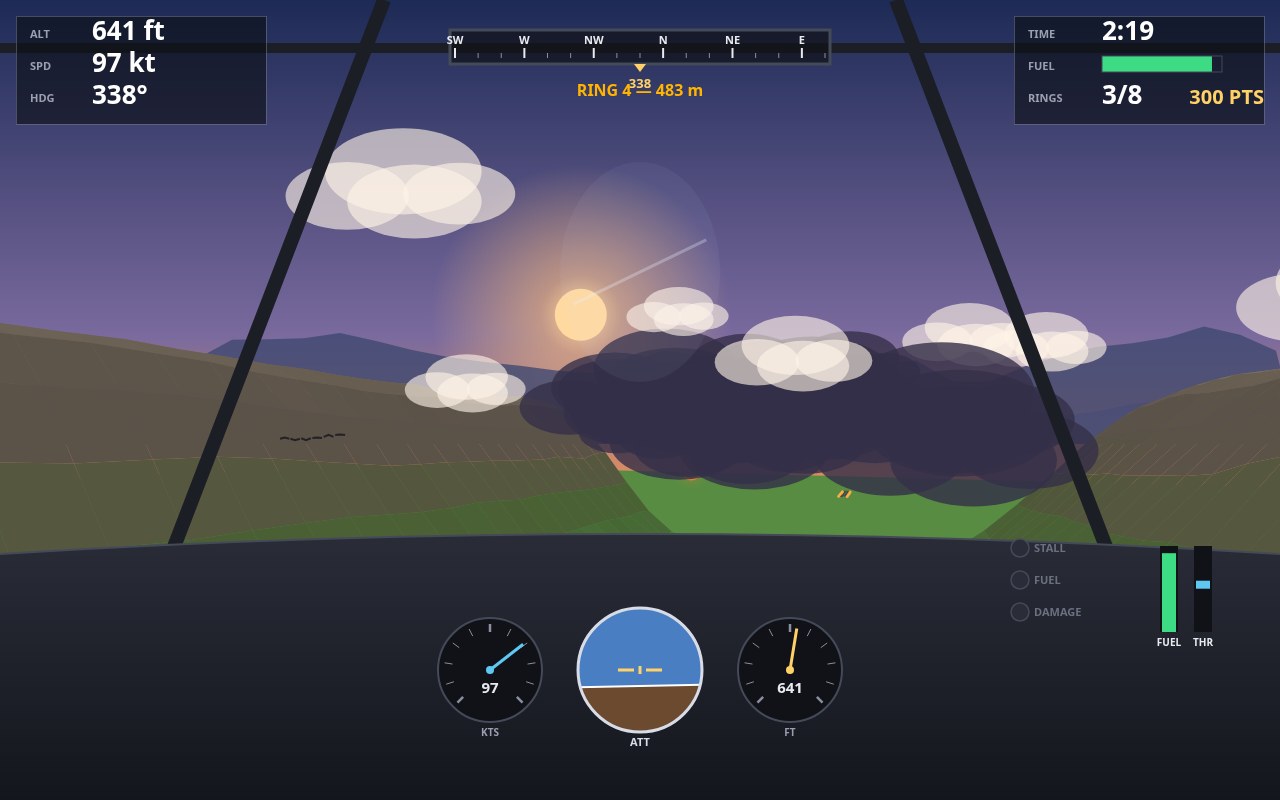 ALT 641 ft
SPD 97 kt
HDG 338°
SW W NW N NE E
338
RING 4 — 483 m
TIME 2:19
FUEL
RINGS 3/8 300 PTS
STALL
FUEL
DAMAGE
FUEL THR
97
KTS
ATT
641
FT